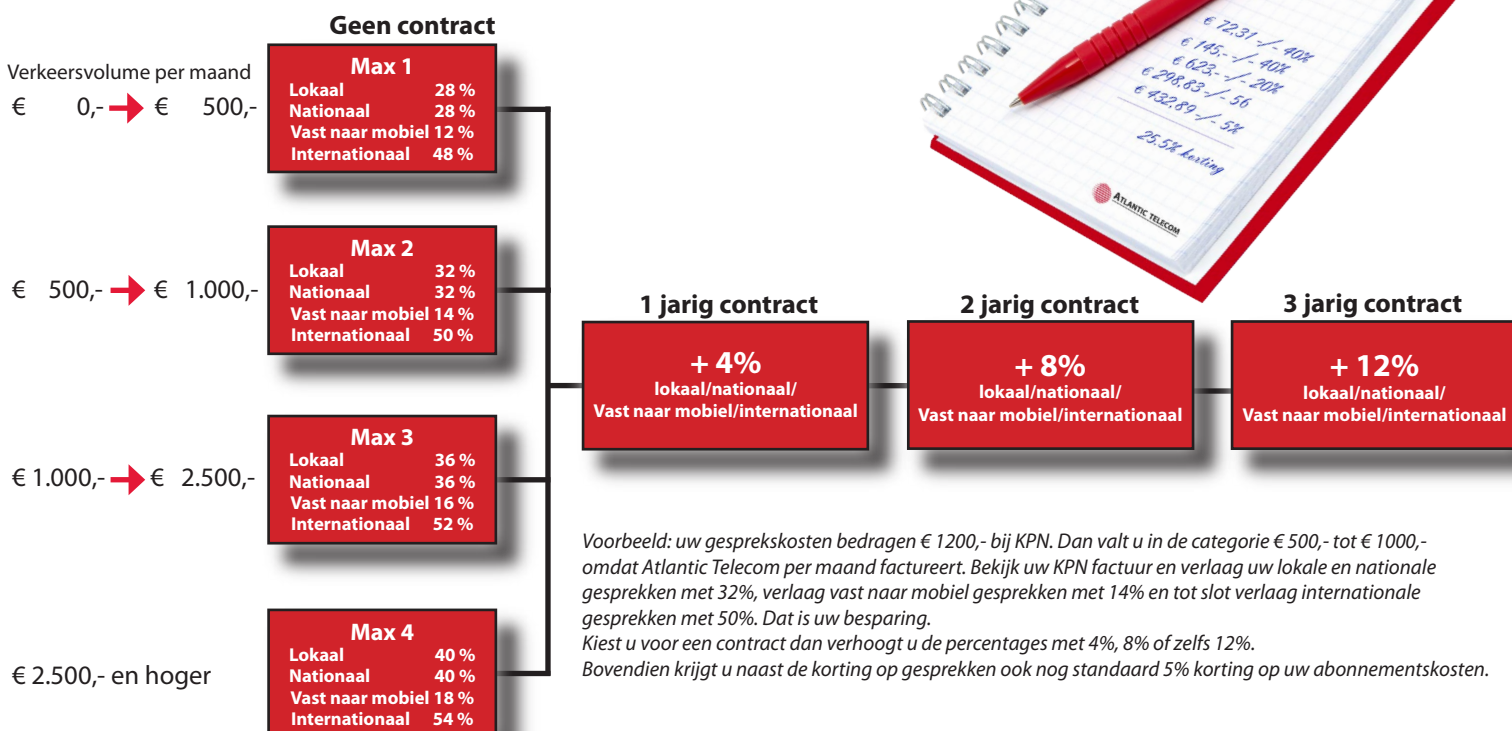 Geen contract
Verkeersvolume per maand
€ 0,- € 500,-
Max 1
Lokaal 28 %
Nationaal 28 %
Vast naar mobiel 12 %
Internationaal 48 %
€ 72,31 -/- 40%
€ 145,- -/- 40%
€ 623,- -/- 20%
€ 298,83 -/- 56
€ 432,89 -/- 5%
25.5% korting
ATLANTIC TELECOM
€ 500,- € 1.000,-
Max 2
Lokaal 32 %
Nationaal 32 %
Vast naar mobiel 14 %
Internationaal 50 %
1 jarig contract
+ 4%
lokaal/nationaal/
Vast naar mobiel/internationaal
2 jarig contract
+ 8%
lokaal/nationaal/
Vast naar mobiel/internationaal
3 jarig contract
+ 12%
lokaal/nationaal/
Vast naar mobiel/internationaal
€ 1.000,- € 2.500,-
Max 3
Lokaal 36 %
Nationaal 36 %
Vast naar mobiel 16 %
Internationaal 52 %
€ 2.500,- en hoger
Max 4
Lokaal 40 %
Nationaal 40 %
Vast naar mobiel 18 %
Internationaal 54 %
Voorbeeld: uw gesprekskosten bedragen € 1200,- bij KPN. Dan valt u in de categorie € 500,- tot € 1000,-
omdat Atlantic Telecom per maand factureert. Bekijk uw KPN factuur en verlaag uw lokale en nationale
gesprekken met 32%, verlaag vast naar mobiel gesprekken met 14% en tot slot verlaag internationale
gesprekken met 50%. Dat is uw besparing.
Kiest u voor een contract dan verhoogt u de percentages met 4%, 8% of zelfs 12%.
Bovendien krijgt u naast de korting op gesprekken ook nog standaard 5% korting op uw abonnementskosten.